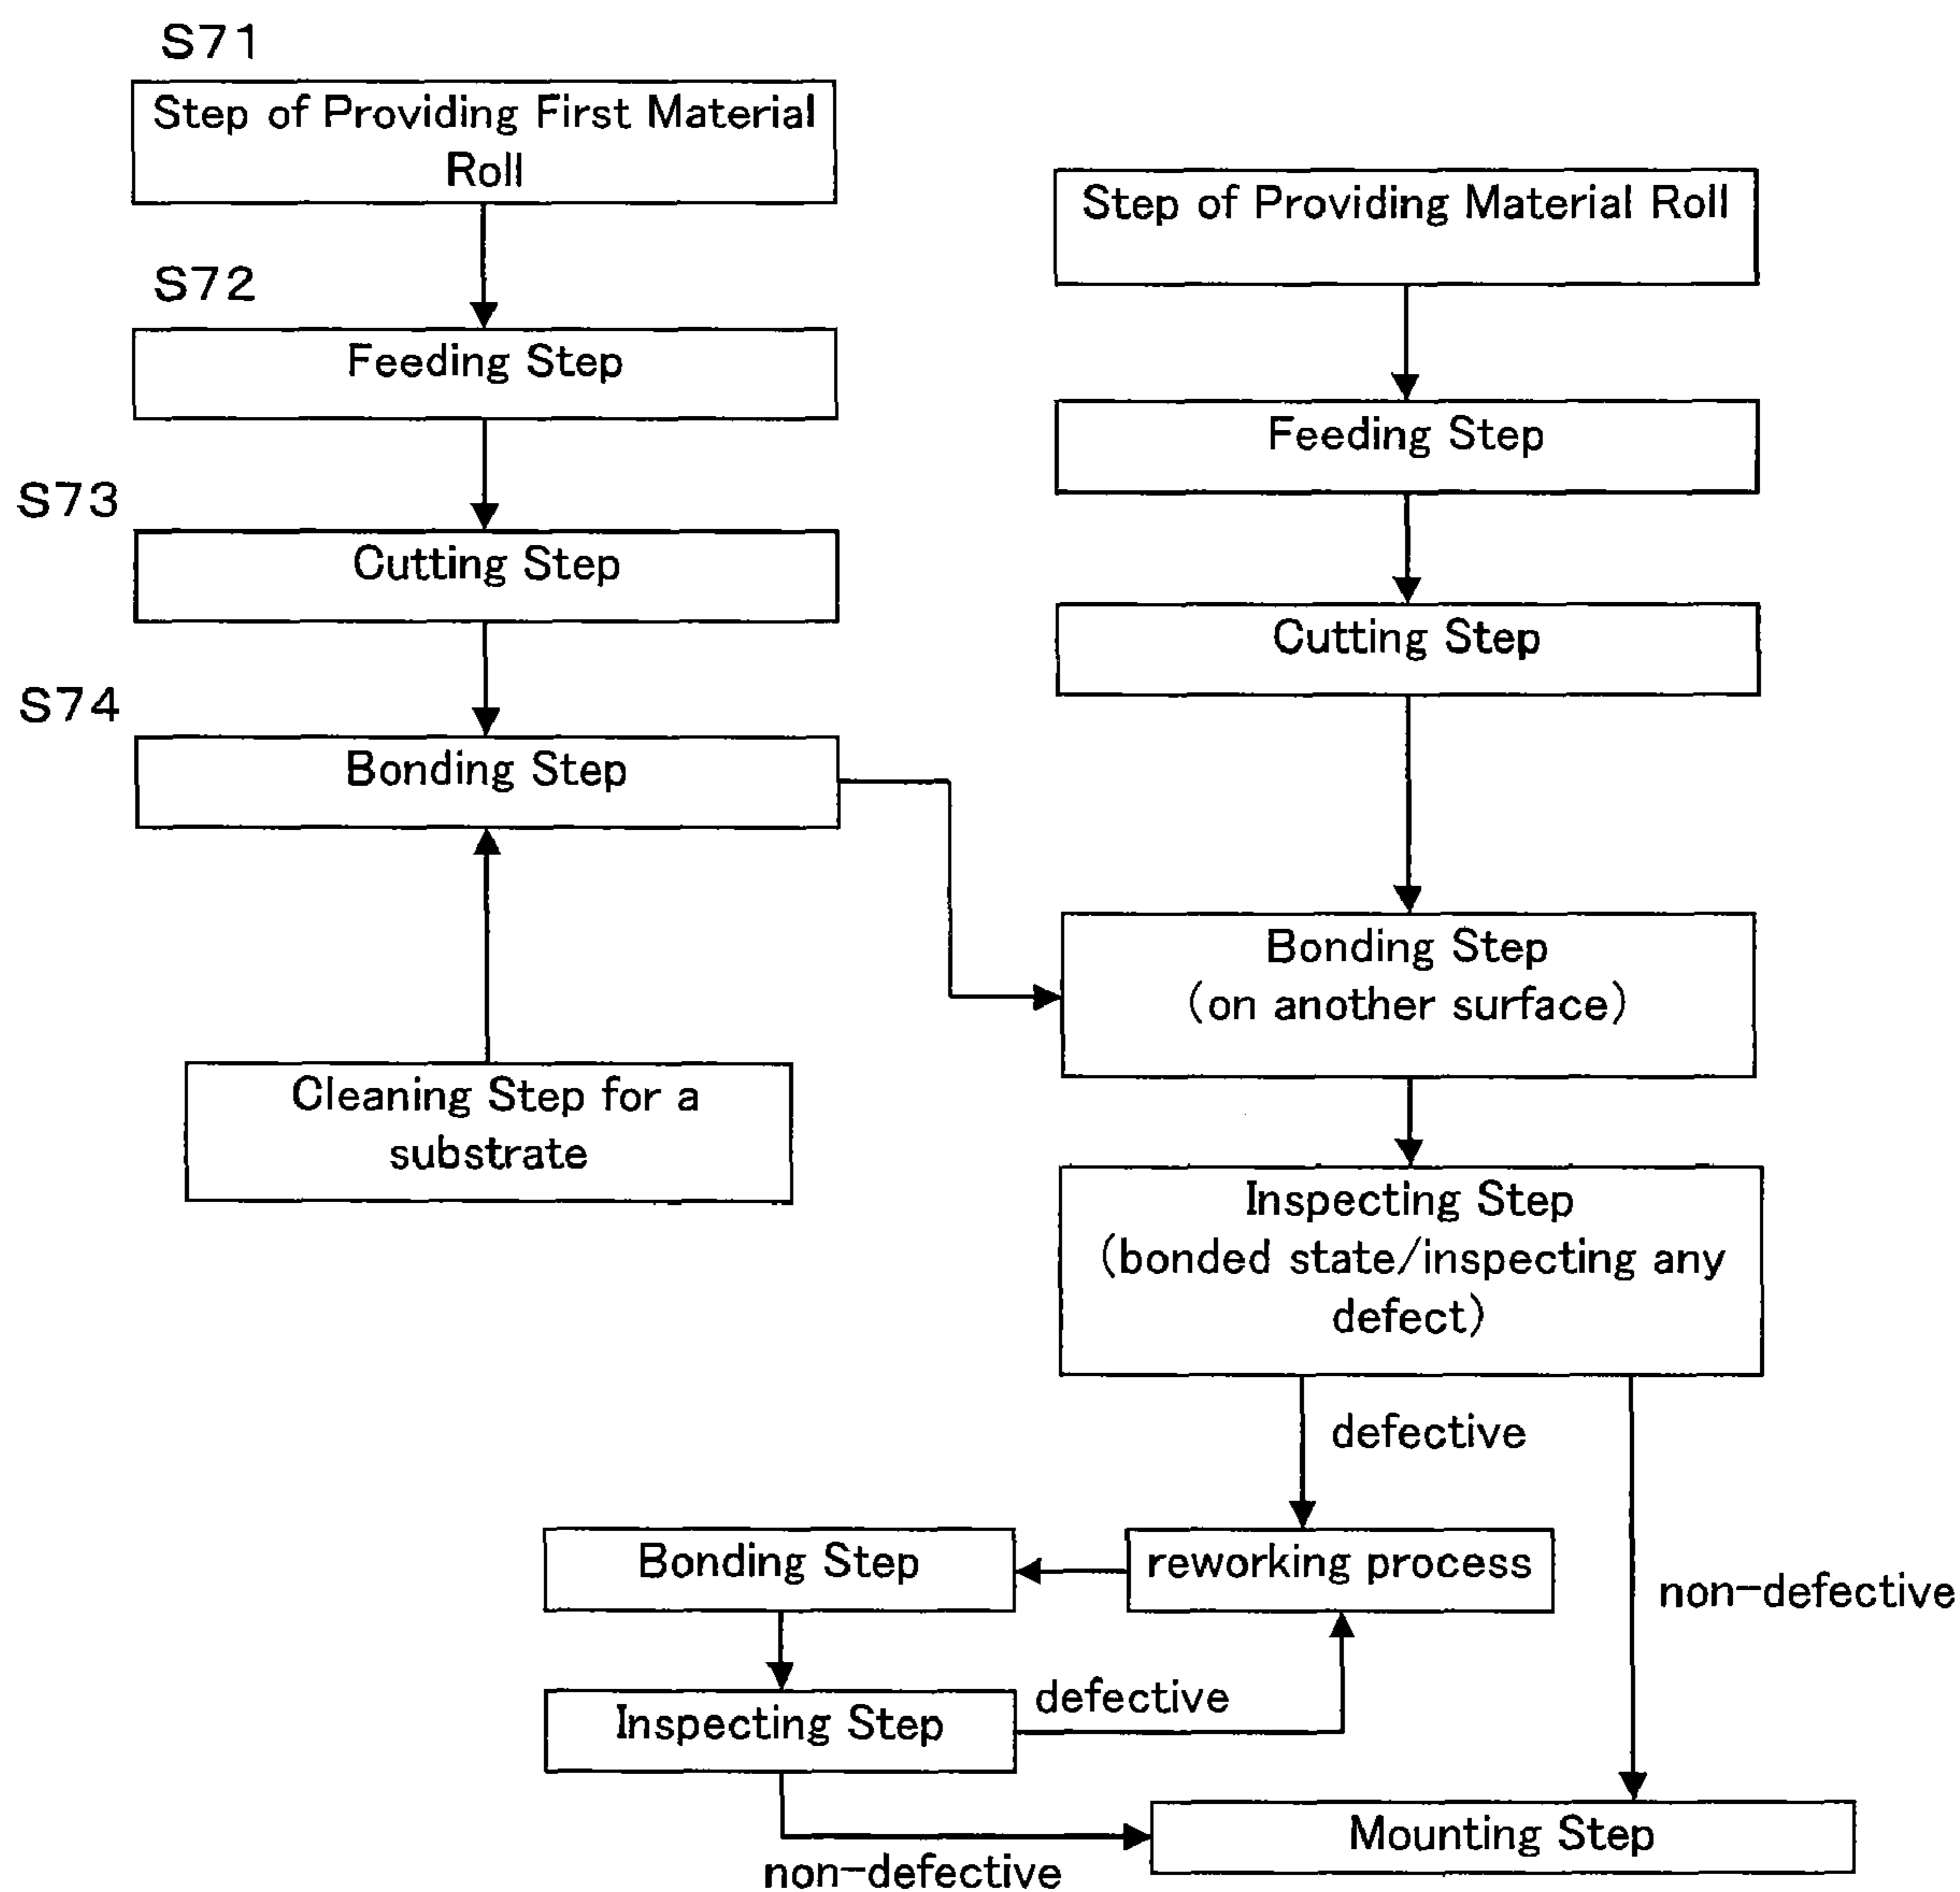 S71
Step of Providing First Material
Roll
S72
Feeding Step
S73
Cutting Step
S74
Bonding Step
Cleaning Step for a
substrate
Step of Providing Material Roll
Feeding Step
Cutting Step
Bonding Step
(on another surface)
Inspecting Step
(bonded state/inspecting any
defect)
defective
non-defective
reworking process
Bonding Step
Inspecting Step
defective
non-defective
Mounting Step